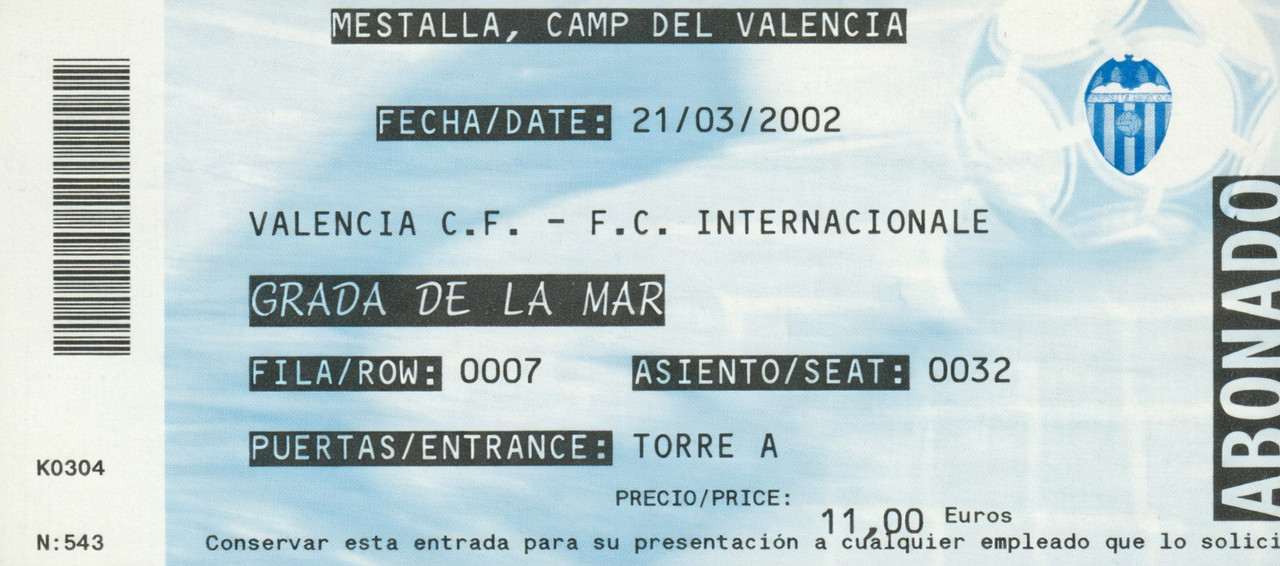 MESTALLA, CAMP DEL VALENCIA
FECHA/DATE: 21/03/2002
VALENCIA C.F. - F.C. INTERNACIONALE
GRADA DE LA MAR
FILA/ROW: 0007 ASIENTO/SEAT: 0032
PUERTAS/ENTRANCE: TORRE A
PRECIO/PRICE:
11,00 Euros
Conservar esta entrada para su presentación a cualquier empleado que lo solici
K0304
N:543
ABONADO